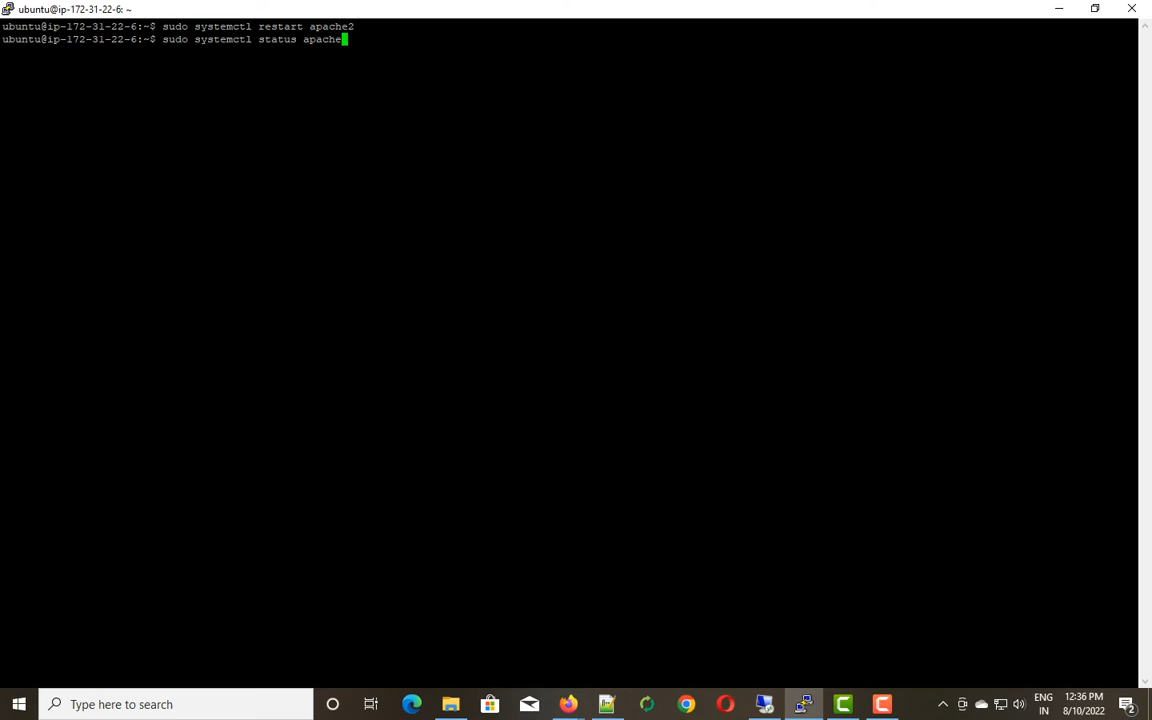 ubuntu@ip-172-31-22-6: ~
ubuntu@ip-172-31-22-6:~$ sudo systemctl restart apache2
ubuntu@ip-172-31-22-6:~$ sudo systemctl status apache
Type here to search
ENG
IN
12:36 PM
8/10/2022
2